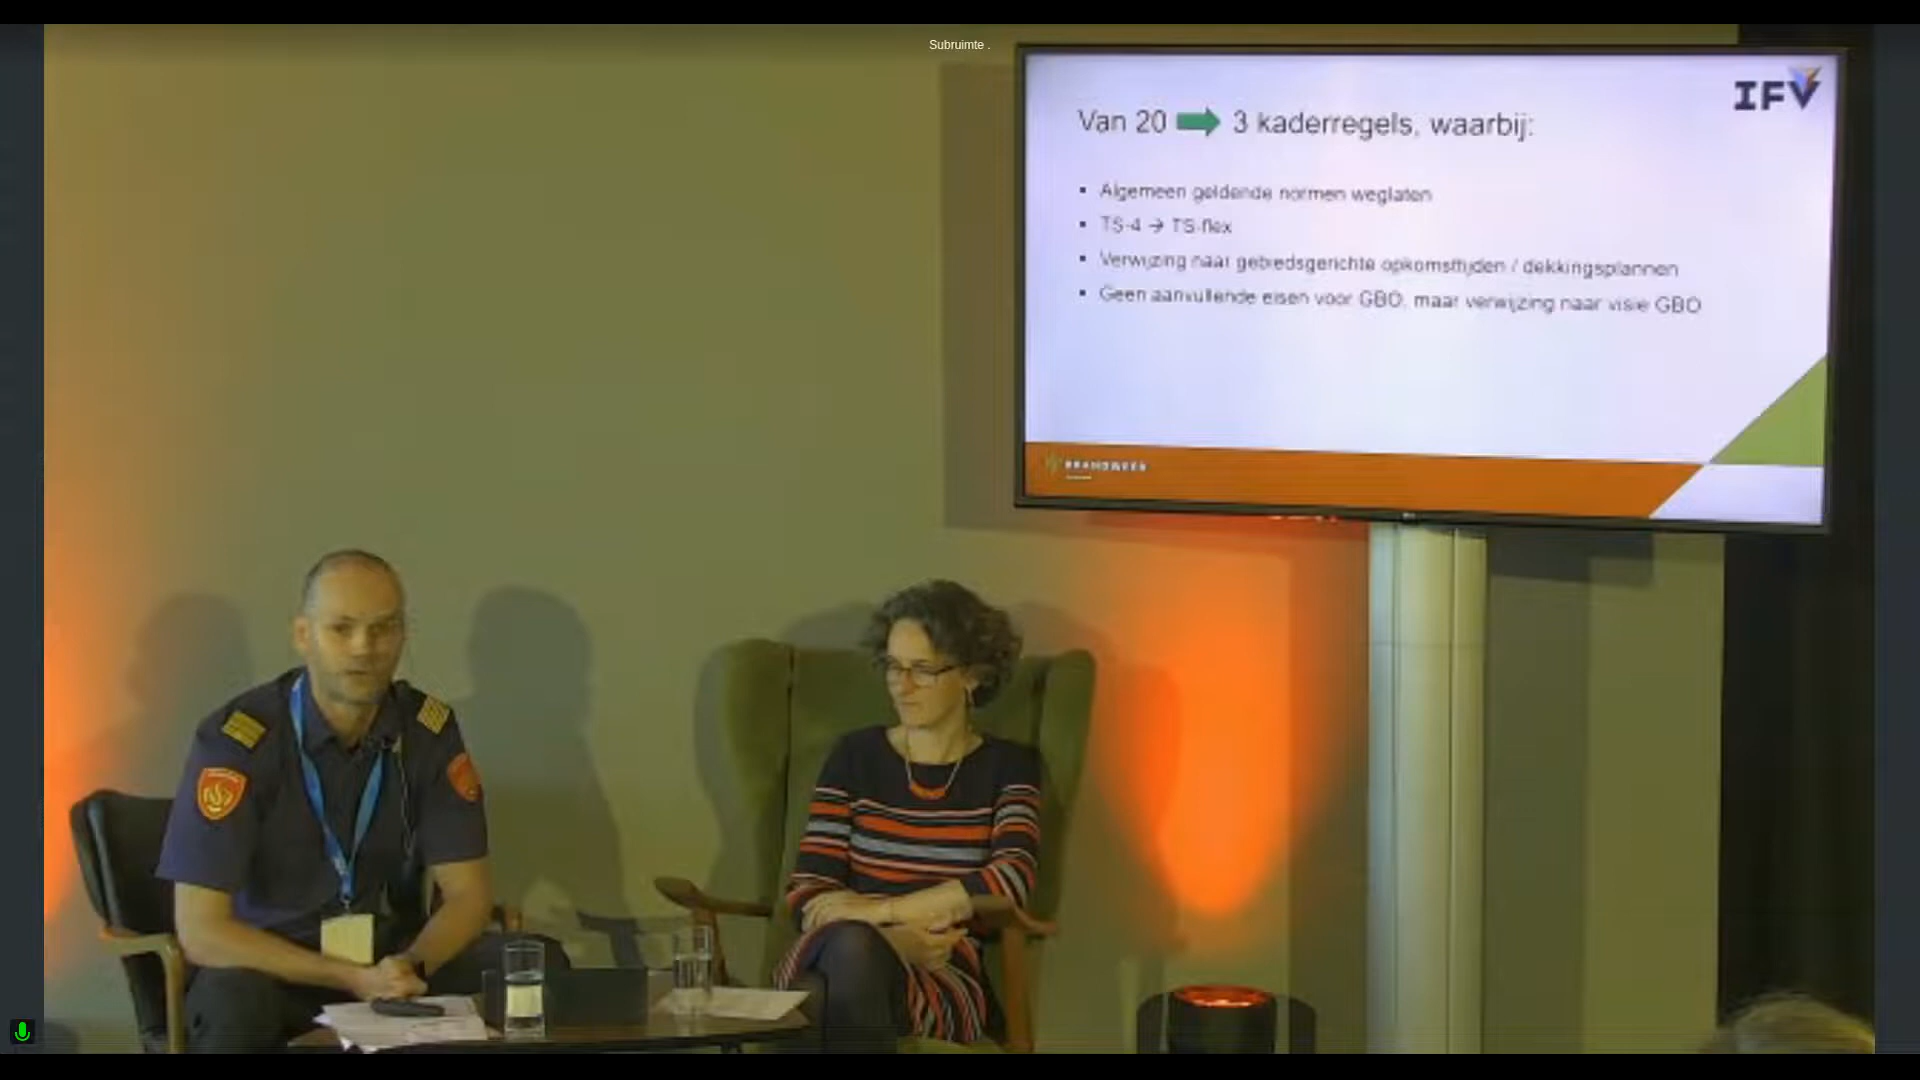 Subruimte .
IFV
Van 20 → 3 kaderregels, waarbij:
▪ Algemeen geldende normen weglaten
▪ TS-4 → TS-flex
▪ Verwijzing naar gebiedsgerichte opkomsttijden / dekkingsplannen
▪ Geen aanvullende eisen voor GBO, maar verwijzing naar visie GBO
BRANDWEER